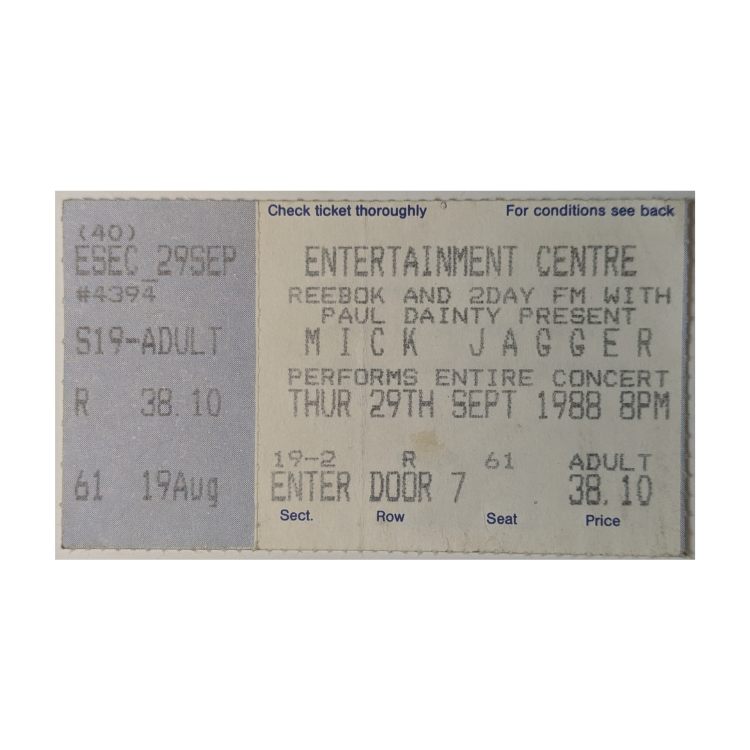 (40)
ESEC_29SEP
#4394
S19-ADULT
R 38.10
61 19Aug
Check ticket thoroughly For conditions see back
ENTERTAINMENT CENTRE
REEBOK AND 2DAY FM WITH
PAUL DAINTY PRESENT
MICK JAGGER
PERFORMS ENTIRE CONCERT
THUR 29TH SEPT 1988 8PM
19-2 R 61 ADULT
ENTER DOOR 7 38.10
Sect. Row Seat Price